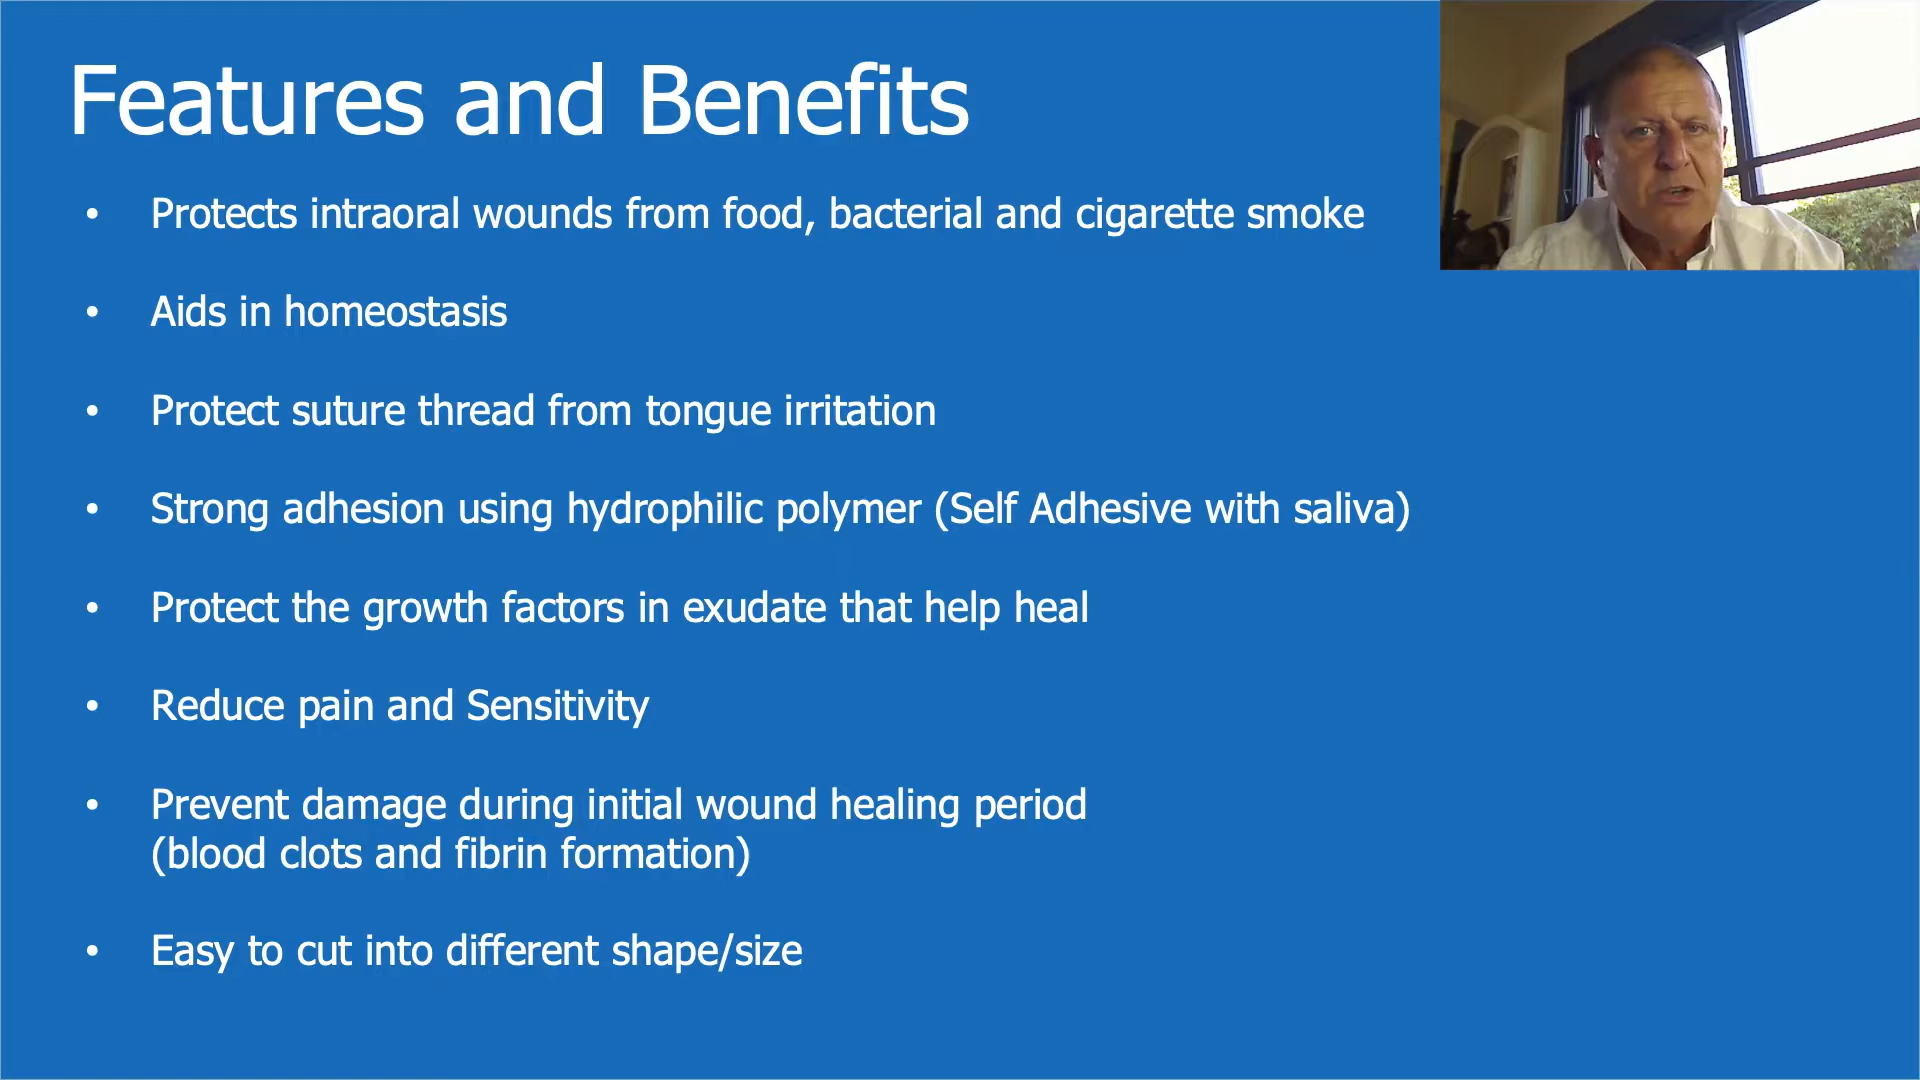 Features and Benefits
• Protects intraoral wounds from food, bacterial and cigarette smoke
• Aids in homeostasis
• Protect suture thread from tongue irritation
• Strong adhesion using hydrophilic polymer (Self Adhesive with saliva)
• Protect the growth factors in exudate that help heal
• Reduce pain and Sensitivity
• Prevent damage during initial wound healing period
(blood clots and fibrin formation)
• Easy to cut into different shape/size